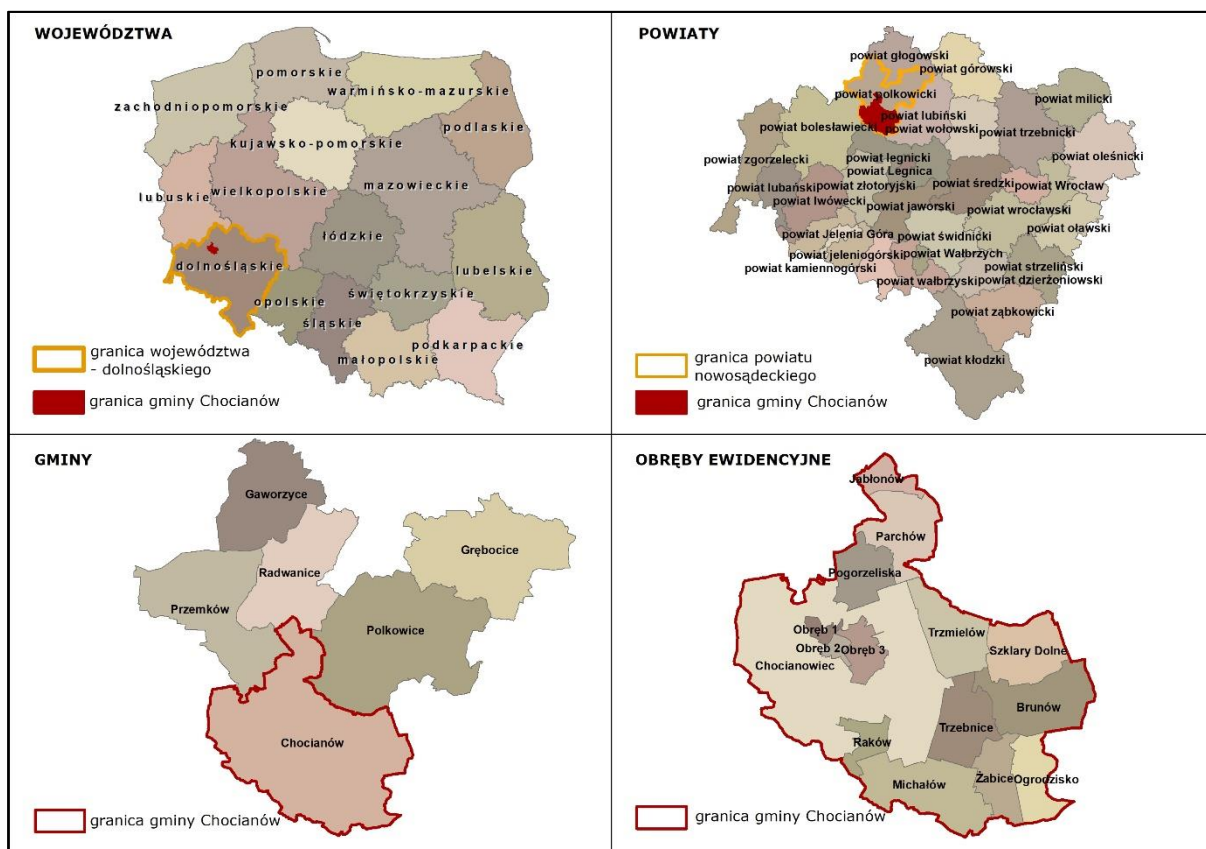 WOJEWÓDZTWA
pomorskie
warmińsko-mazurskie
zachodniopomorskie
podlaskie
kujawsko-pomorskie
mazowieckie
wielkopolskie
lubuskie
łódzkie
dolnośląskie
lubelskie
opolskie
świętokrzyskie
śląskie
podkarpackie
małopolskie
granica województwa
- dolnośląskiego
granica gminy Chocianów
POWIATY
powiat głogowski
powiat górowski
powiat polkowicki
powiat milicki
powiat lubiński
powiat bolesławiecki
powiat wołowski
powiat trzebnicki
powiat zgorzelecki
powiat legnicki
powiat oleśnicki
powiat Legnica
powiat lubański
powiat złotoryjski
powiat średzki
powiat Wrocław
powiat lwówecki
powiat jaworski
powiat wrocławski
powiat Jelenia Góra
powiat świdnicki
powiat oławski
powiat jeleniogórski
powiat Wałbrzych
powiat kamiennogórski
powiat strzeliński
powiat wałbrzyski
powiat dzierżoniowski
powiat ząbkowicki
powiat kłodzki
granica powiatu
nowosądeckiego
granica gminy Chocianów
GMINY
Gaworzyce
Grębocice
Radwanice
Przemków
Polkowice
Chocianów
granica gminy Chocianów
OBRĘBY EWIDENCYJNE
Jabłonów
Parchów
Pogorzeliska
Obręb 1
Trzmielów
Obręb 2
Obręb 3
Szklary Dolne
Chocianowiec
Brunów
Trzebnice
Raków
Michałów
Żabice
Ogrodzisko
granica gminy Chocianów